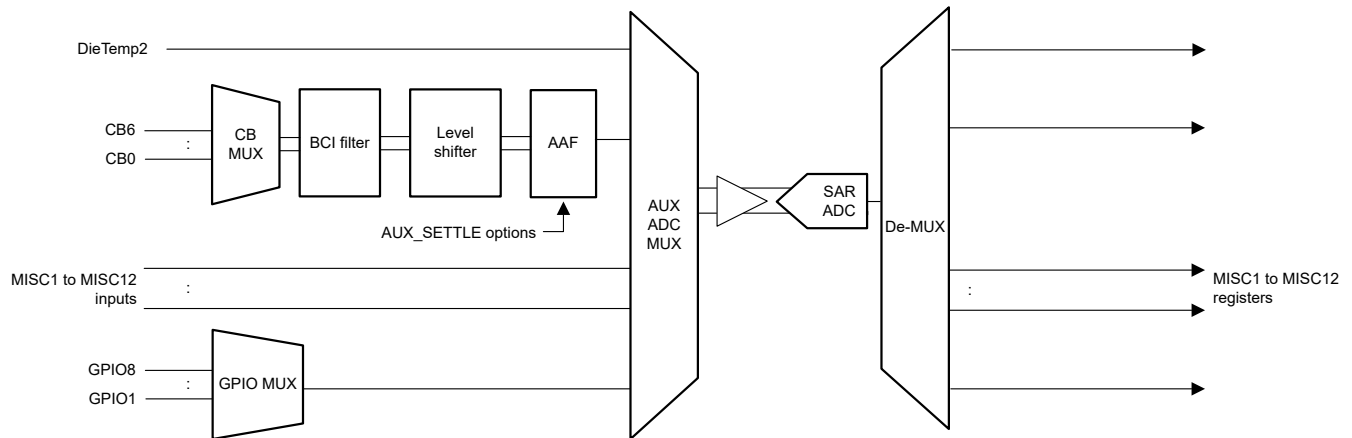 DieTemp2
CB6
:
CB0
CB
MUX
BCI filter
Level
shifter
AAF
AUX_SETTLE options
MISC1 to MISC12
inputs
:
GPIO8
:
GPIO1
GPIO MUX
AUX
ADC
MUX
SAR
ADC
De-MUX
:
MISC1 to MISC12
registers